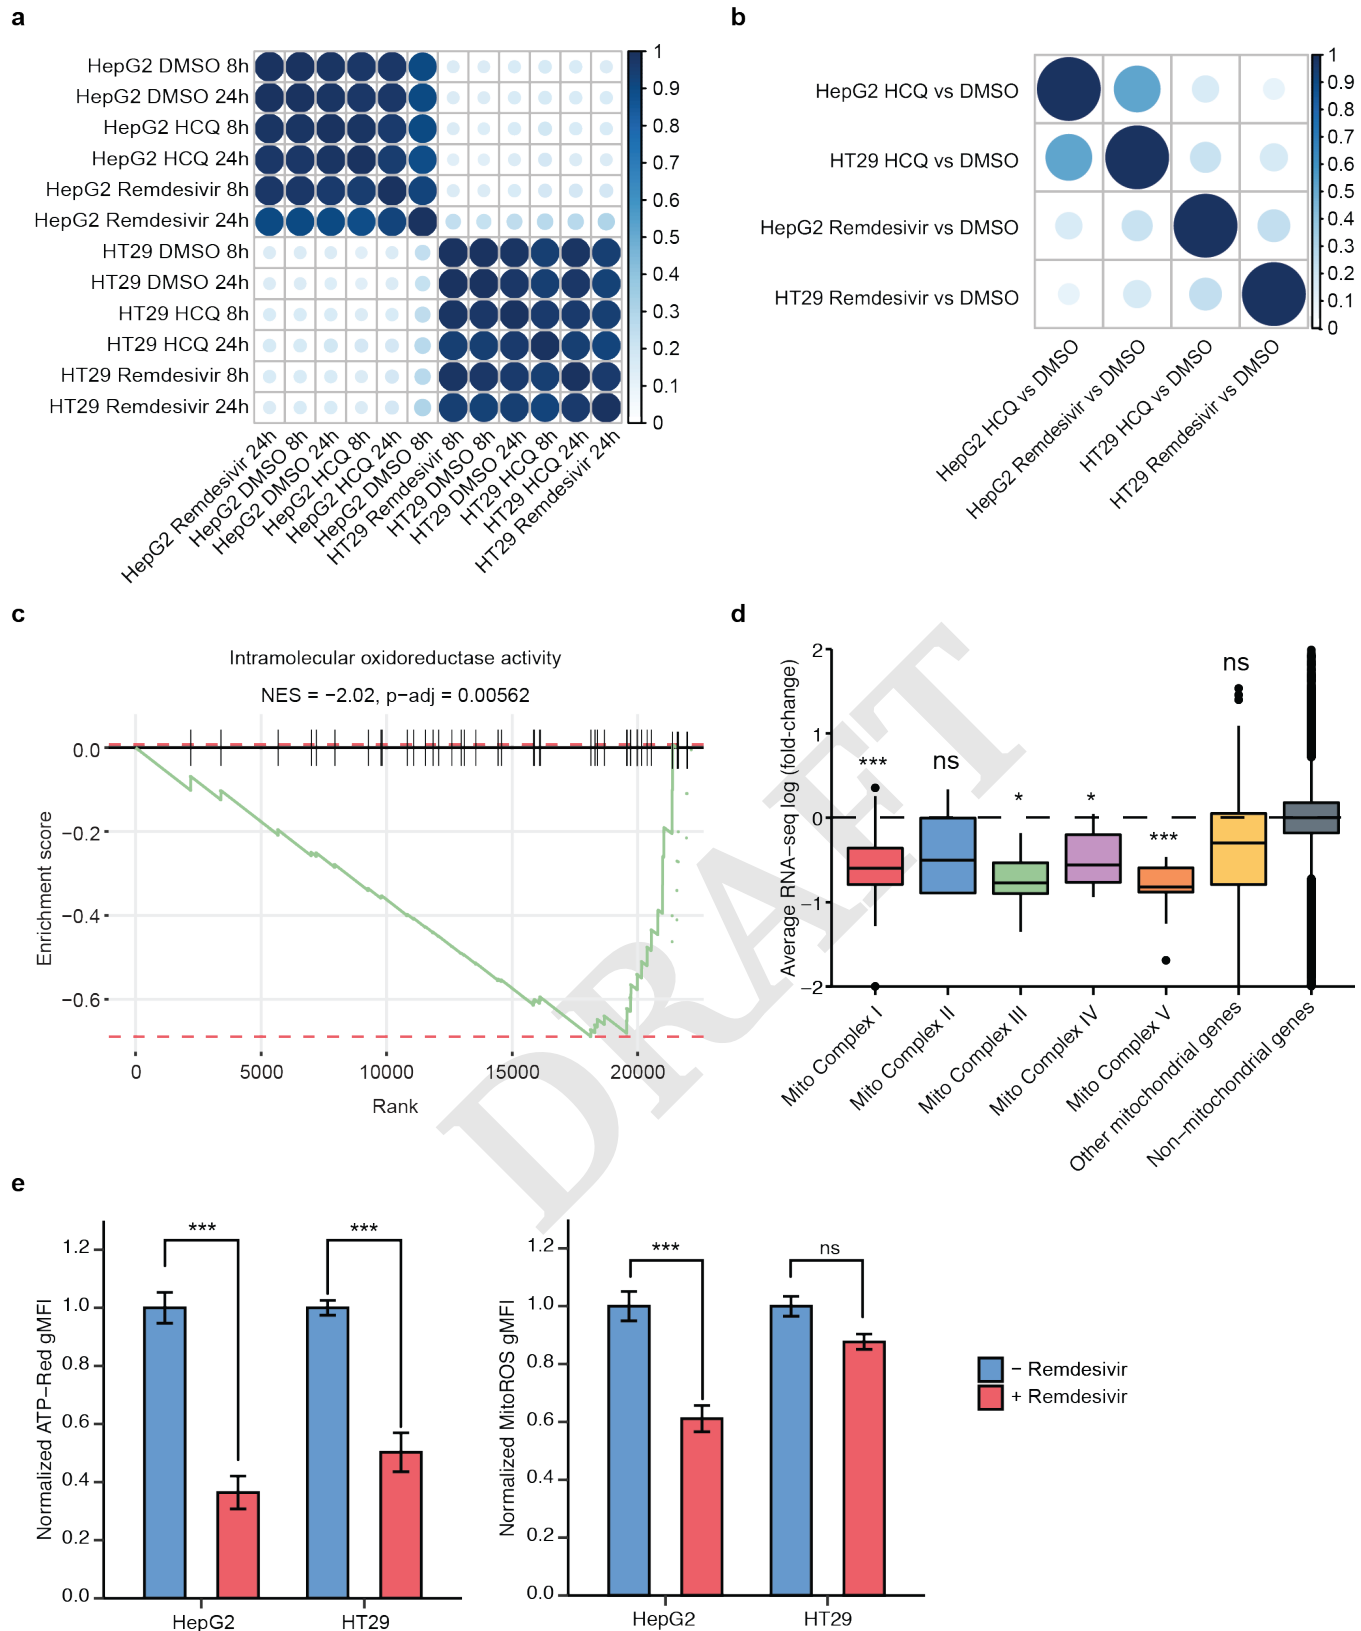 a
HepG2 DMSO 8h
HepG2 DMSO 24h
HepG2 HCQ 8h
HepG2 HCQ 24h
HepG2 Remdesivir 8h
HepG2 Remdesivir 24h
HT29 DMSO 8h
HT29 DMSO 24h
HT29 HCQ 8h
HT29 HCQ 24h
HT29 Remdesivir 8h
HT29 Remdesivir 24h
1
0.9
0.8
0.7
0.6
0.5
0.4
0.3
0.2
0.1
0
HepG2 Remdesivir 24h
HepG2 DMSO 8h
HepG2 DMSO 24h
HepG2 HCQ 8h
HepG2 HCQ 24h
HepG2 DMSO 8h
HT29 Remdesivir 8h
HT29 DMSO 8h
HT29 DMSO 24h
HT29 HCQ 8h
HT29 HCQ 24h
HT29 Remdesivir 24h
b
HepG2 HCQ vs DMSO
HT29 HCQ vs DMSO
HepG2 Remdesivir vs DMSO
HT29 Remdesivir vs DMSO
1
0.9
0.8
0.7
0.6
0.5
0.4
0.3
0.2
0.1
0
HepG2 HCQ vs DMSO
HepG2 Remdesivir vs DMSO
HT29 HCQ vs DMSO
HT29 Remdesivir vs DMSO
c
Intramolecular oxidoreductase activity
NES = −2.02, p−adj = 0.00562
Enrichment score
0.0
−0.2
−0.4
−0.6
0 5000 10000 15000 20000
Rank
d
Average RNA−seq log (fold−change)
2
1
0
−1
−2
*** ns * * *** ns
Mito Complex I
Mito Complex II
Mito Complex III
Mito Complex IV
Mito Complex V
Other mitochondrial genes
Non−mitochondrial genes
DRAFT
e
Normalized ATP−Red gMFI
1.2
1.0
0.8
0.6
0.4
0.2
0.0
*** ***
HepG2 HT29
Normalized MitoROS gMFI
1.2
1.0
0.8
0.6
0.4
0.2
0.0
*** ns
HepG2 HT29
− Remdesivir
+ Remdesivir